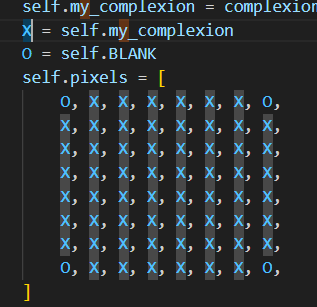 self.my_complexion = complexion
X = self.my_complexion
O = self.BLANK
self.pixels = [
O, X, X, X, X, X, X, O,
X, X, X, X, X, X, X, X,
X, X, X, X, X, X, X, X,
X, X, X, X, X, X, X, X,
X, X, X, X, X, X, X, X,
X, X, X, X, X, X, X, X,
X, X, X, X, X, X, X, X,
O, X, X, X, X, X, X, O,
]